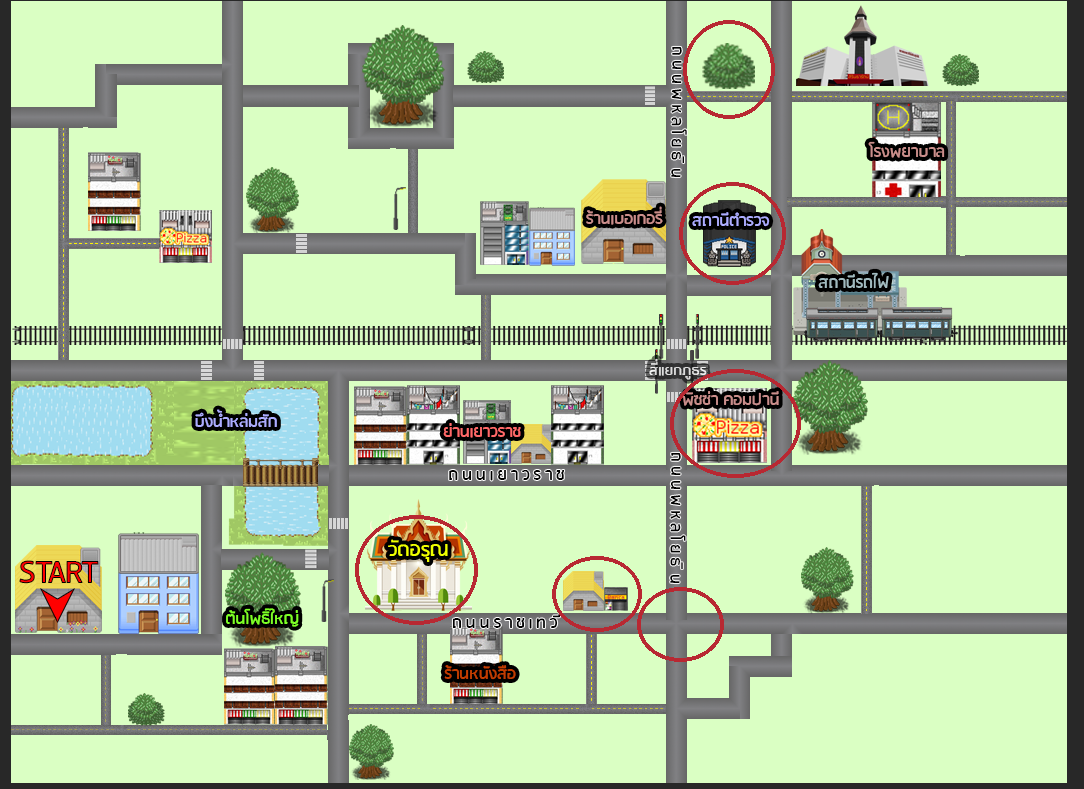 ถนนพหลโยธิน
H
โรงพยาบาล
ร้านเบอเกอรี่
สถานีตำรวจ
POLICE
Pizza
สถานีรถไฟ
สี่แยกภูธร
พิซซ่า คอมปานี
Pizza
บึงน้ำหล่มสัก
ย่านเยาวราช
ถนนเยาวราช
ถนนพหลโยธิน
วัดอรุณ
START
ต้นโพธิ์ใหญ่
ถนนราชเทวี
ร้านหนังสือ